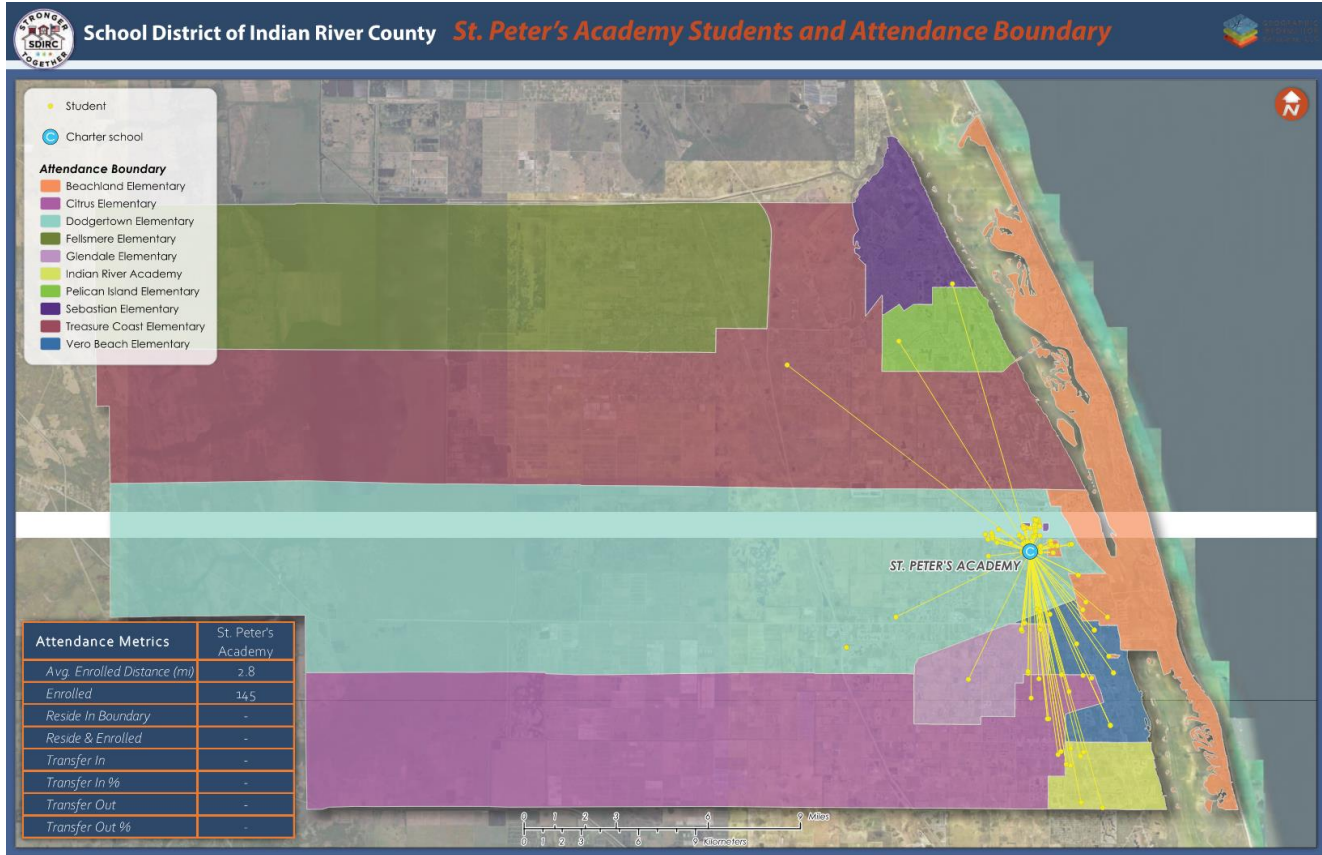 STRONGER
SDIRC
TOGETHER
School District of Indian River County
St. Peter's Academy Students and Attendance Boundary
N
Student
C Charter school
Attendance Boundary
Beachland Elementary
Citrus Elementary
Dodgertown Elementary
Fellsmere Elementary
Glendale Elementary
Indian River Academy
Pelican Island Elementary
Sebastian Elementary
Treasure Coast Elementary
Vero Beach Elementary
C
ST. PETER'S ACADEMY
Attendance Metrics St. Peter's Academy
Avg. Enrolled Distance (mi) 2.8
Enrolled 145
Reside In Boundary -
Reside & Enrolled -
Transfer In -
Transfer In % -
Transfer Out -
Transfer Out % -
0 1 2 3 6 9 Miles
0 1 2 3 6 9 Kilometers